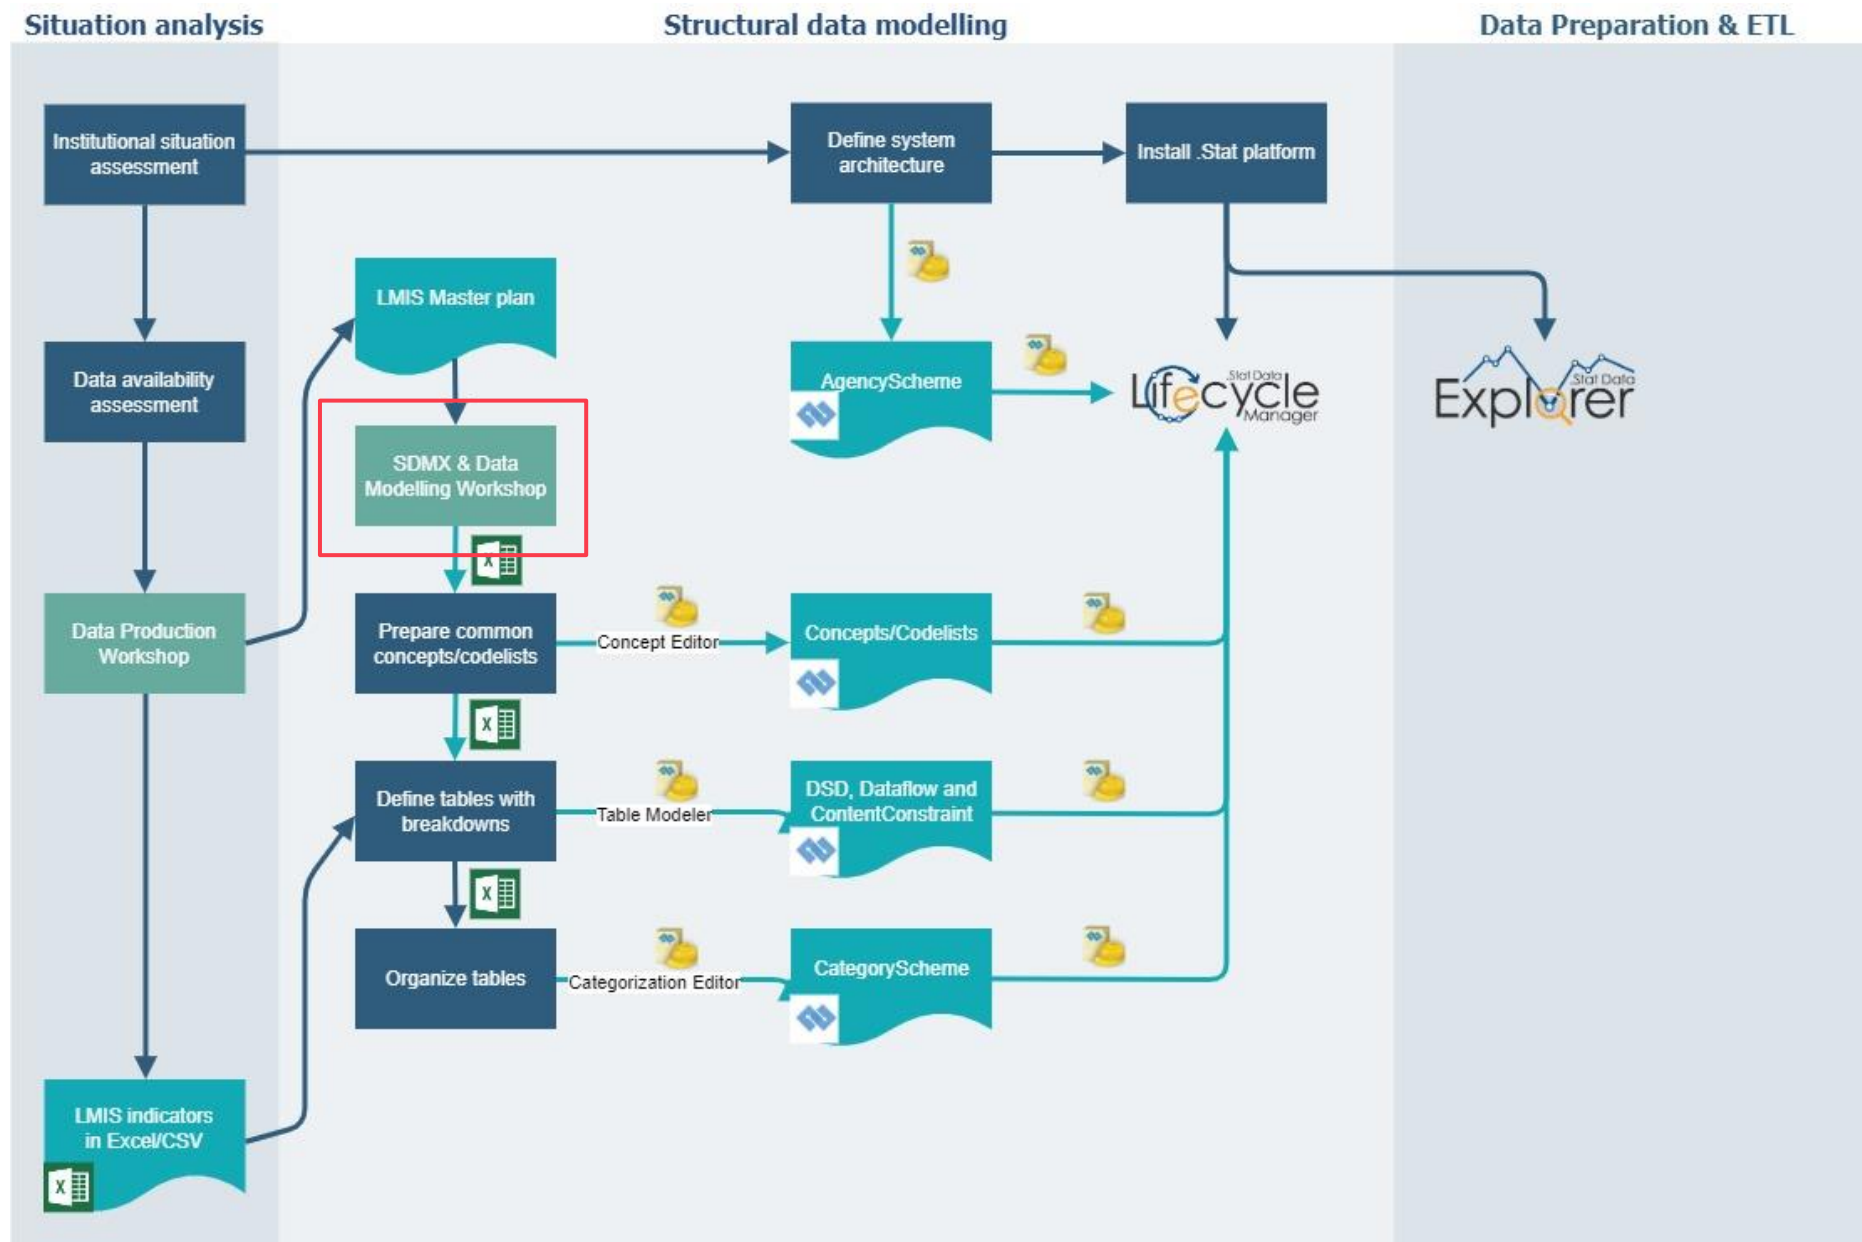 Situation analysis
Structural data modelling
Data Preparation & ETL
Institutional situation
assessment
Define system
architecture
Install .Stat platform
LMIS Master plan
Data availability
assessment
AgencyScheme
.Stat Data
Lifecycle
Manager
.Stat Data
Explorer
SDMX & Data
Modelling Workshop
X
Data Production
Workshop
Prepare common
concepts/codelists
Concept Editor
Concepts/Codelists
X
Define tables with
breakdowns
Table Modeler
DSD, Dataflow and
ContentConstraint
X
Organize tables
Categorization Editor
CategoryScheme
LMIS indicators
in Excel/CSV
X